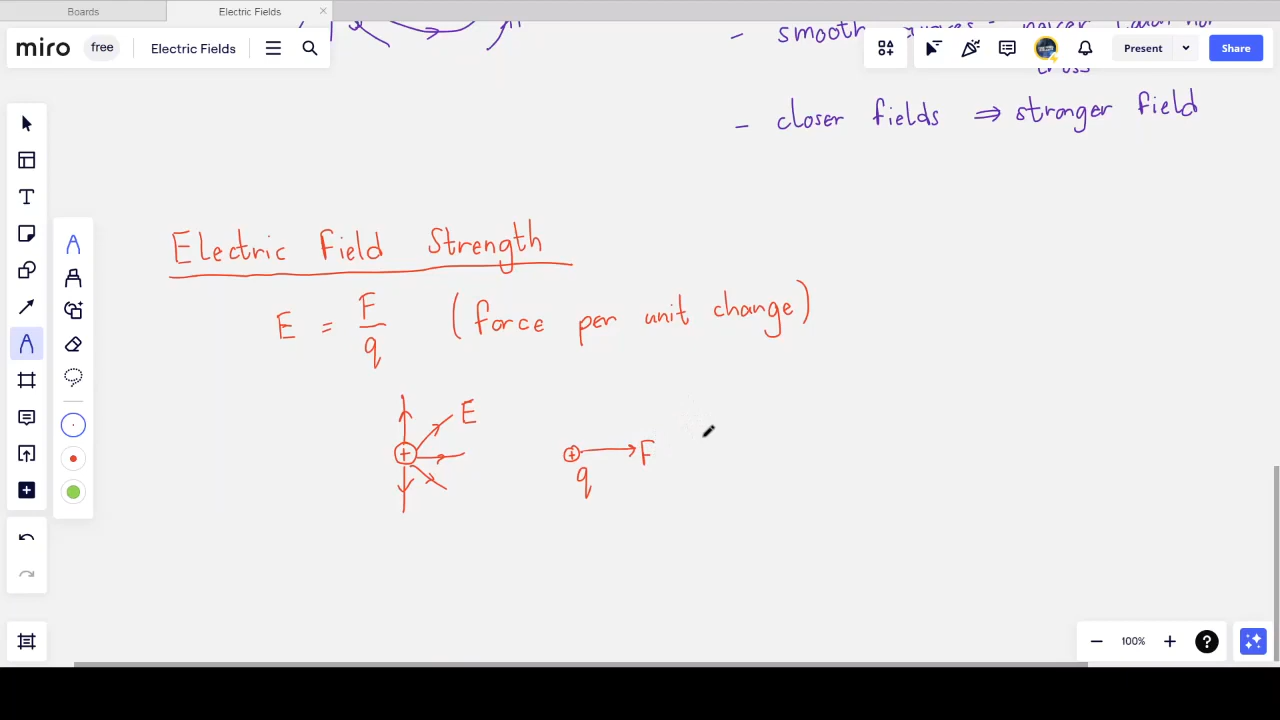 Boards
Electric Fields
miro free Electric Fields
Present
Share
- smooth
- closer fields ⇒ stronger field
Electric Field Strength
E = F/q (force per unit change)
E
F
q
100%